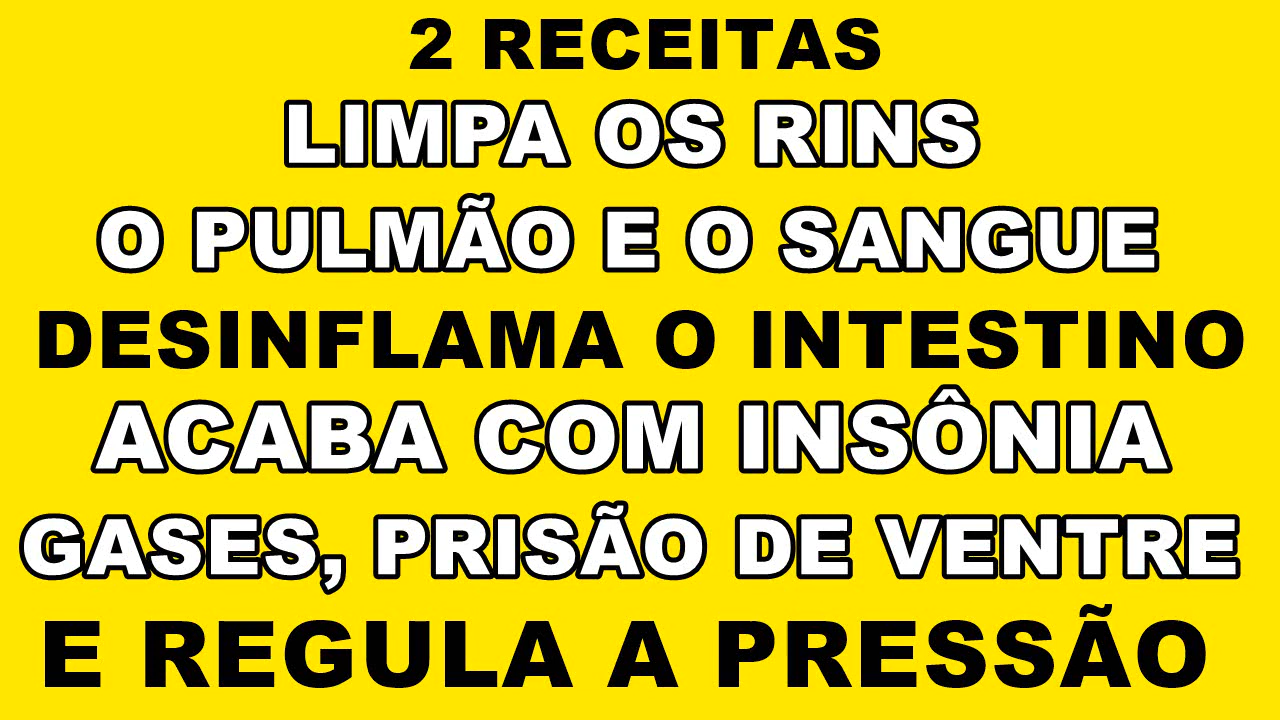 2 RECEITAS
LIMPA OS RINS
O PULMÃO E O SANGUE
DESINFLAMA O INTESTINO
ACABA COM INSÔNIA
GASES, PRISÃO DE VENTRE
E REGULA A PRESSÃO